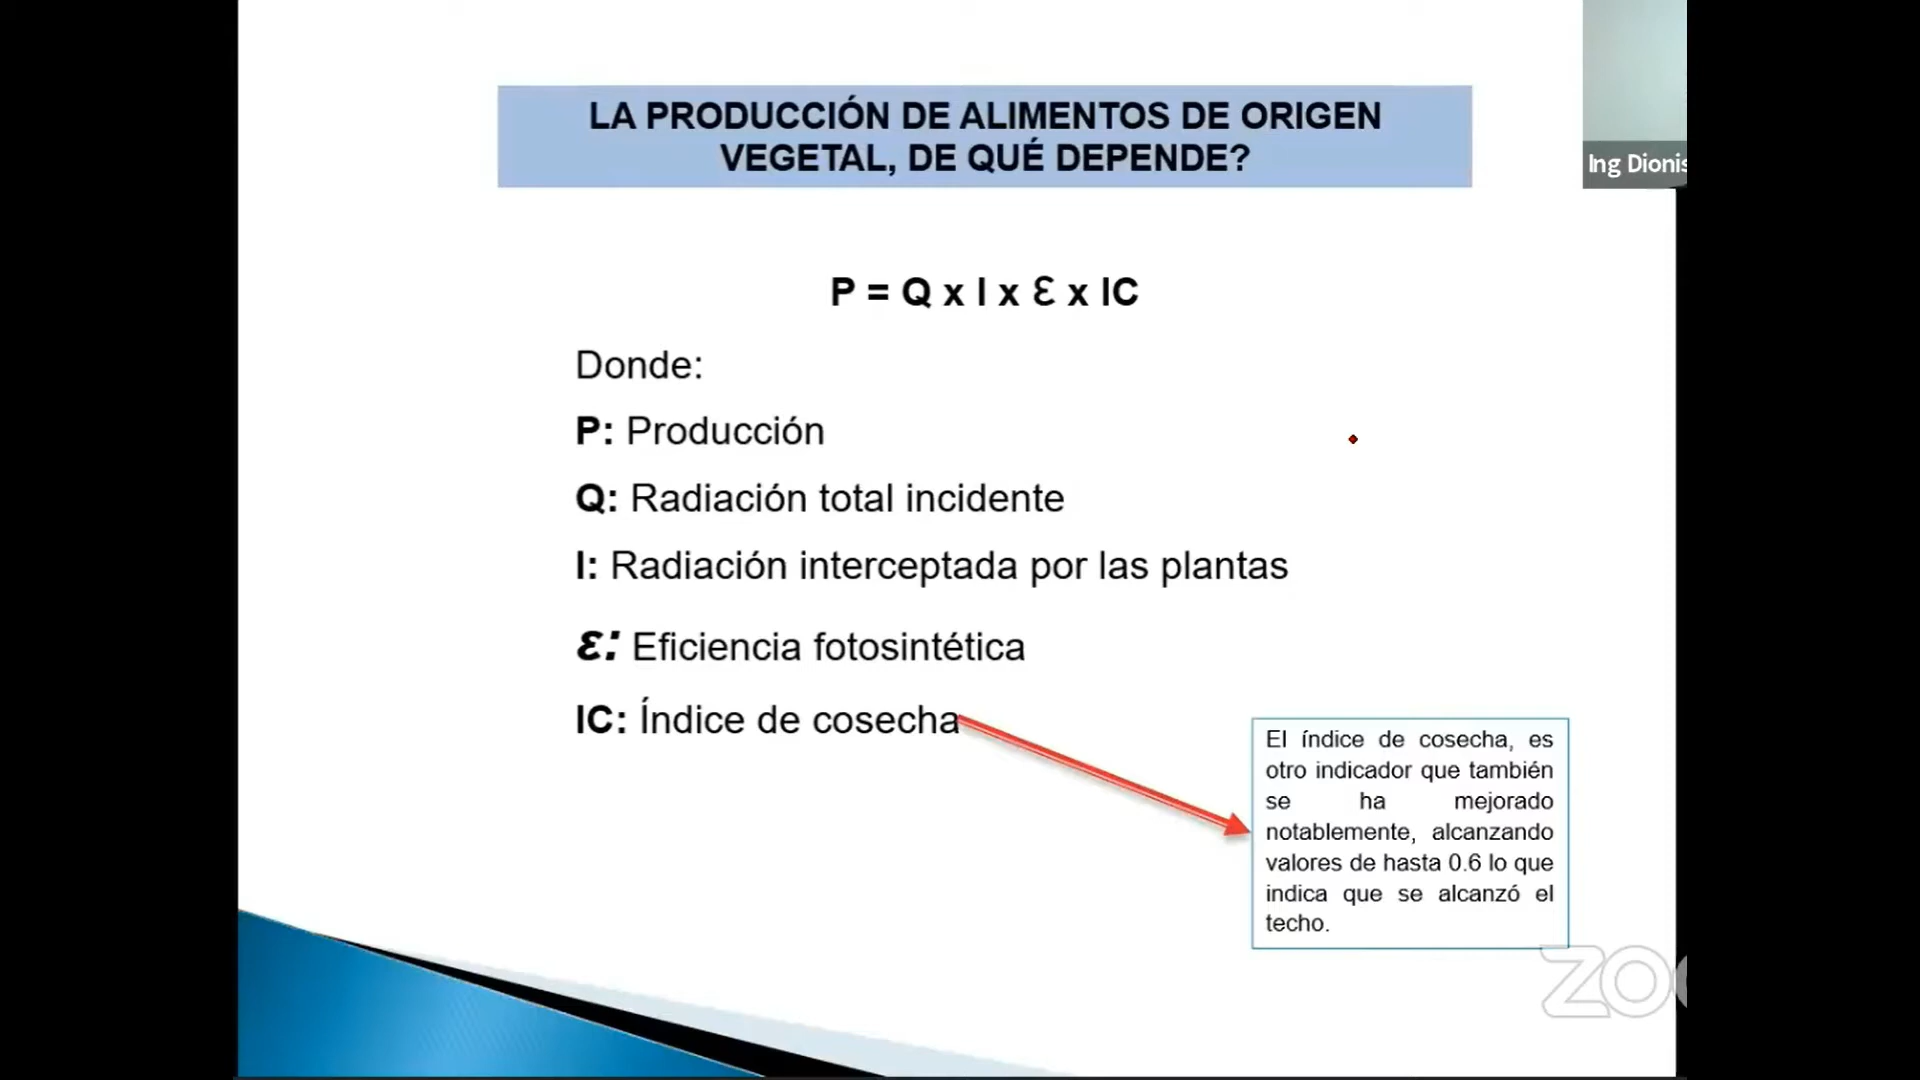 LA PRODUCCIÓN DE ALIMENTOS DE ORIGEN
VEGETAL, DE QUÉ DEPENDE?
Ing Dionis
P = Q x I x Ɛ x IC
Donde:
P: Producción
Q: Radiación total incidente
I: Radiación interceptada por las plantas
ɛ: Eficiencia fotosintética
IC: Índice de cosecha
El índice de cosecha, es
otro indicador que también
se ha mejorado
notablemente, alcanzando
valores de hasta 0.6 lo que
indica que se alcanzó el
techo.
ZO